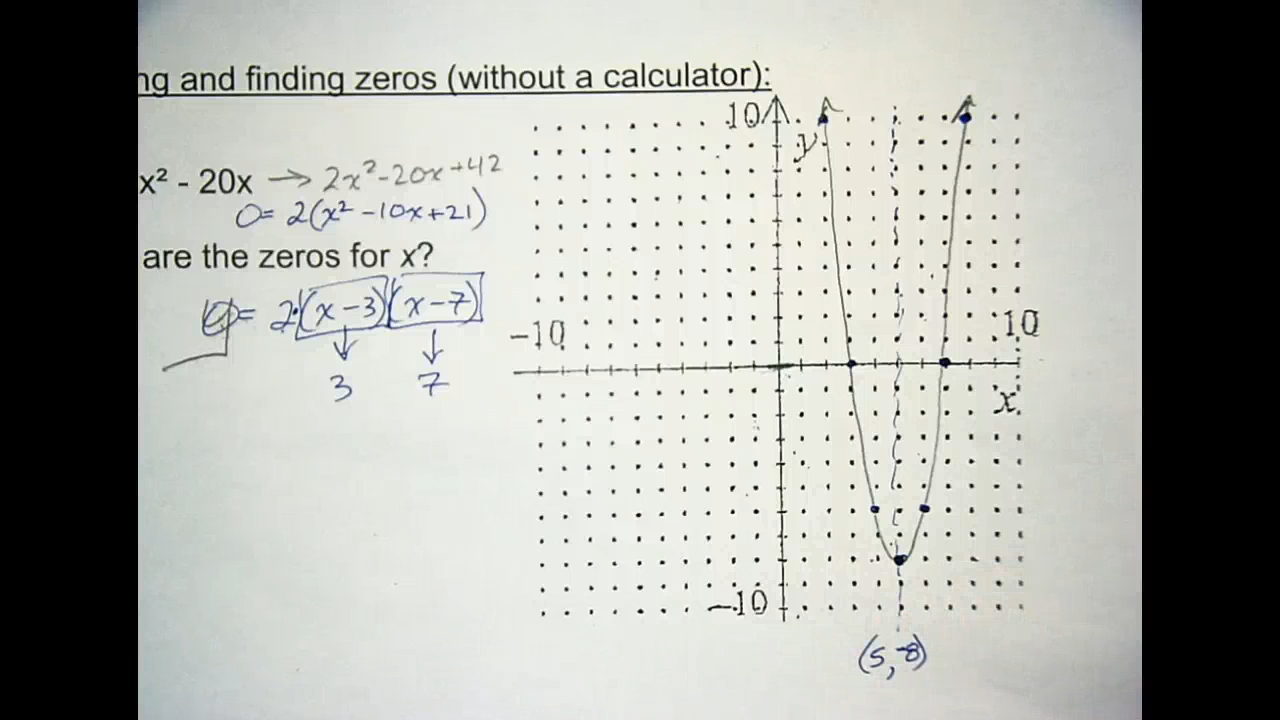 ng and finding zeros (without a calculator):
x² - 20x → 2x²-20x+42
0= 2(x² -10x+21)
are the zeros for x?
= 2·(x-3)(x-7)
3 7
10
y
-10
10
x
-10
(5,-8)